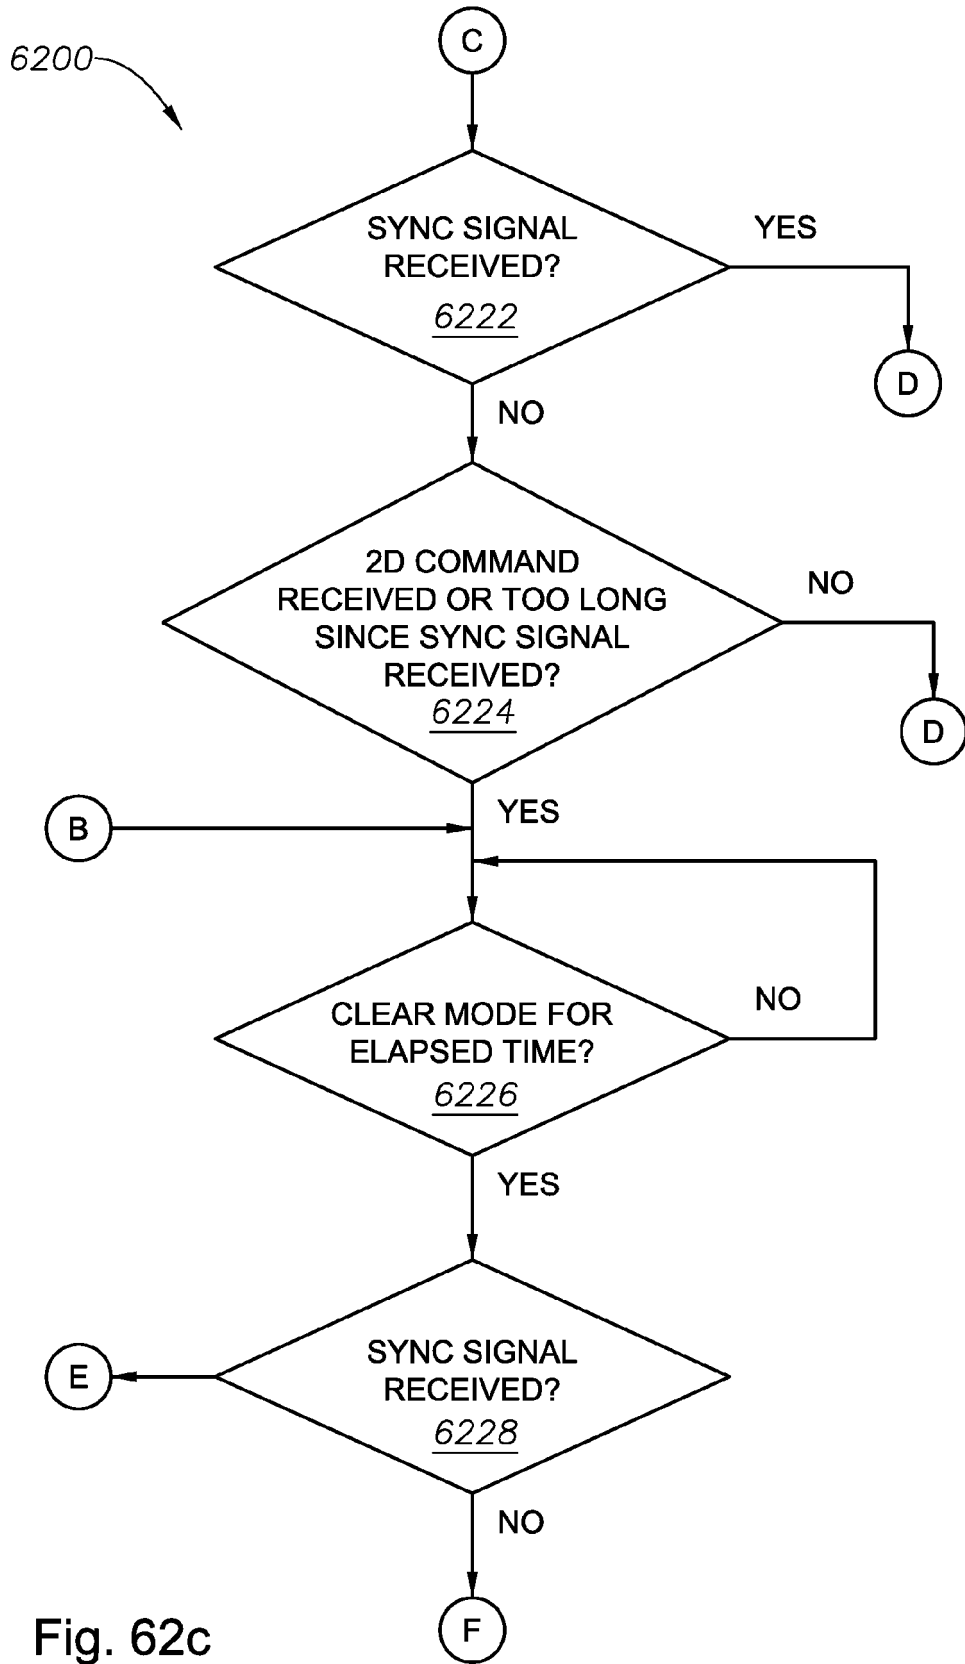 C
6200
SYNC SIGNAL
RECEIVED?
6222
YES
D
NO
2D COMMAND
RECEIVED OR TOO LONG
SINCE SYNC SIGNAL
RECEIVED?
6224
NO
D
YES
B
CLEAR MODE FOR
ELAPSED TIME?
6226
NO
YES
SYNC SIGNAL
RECEIVED?
6228
E
NO
F
Fig. 62c